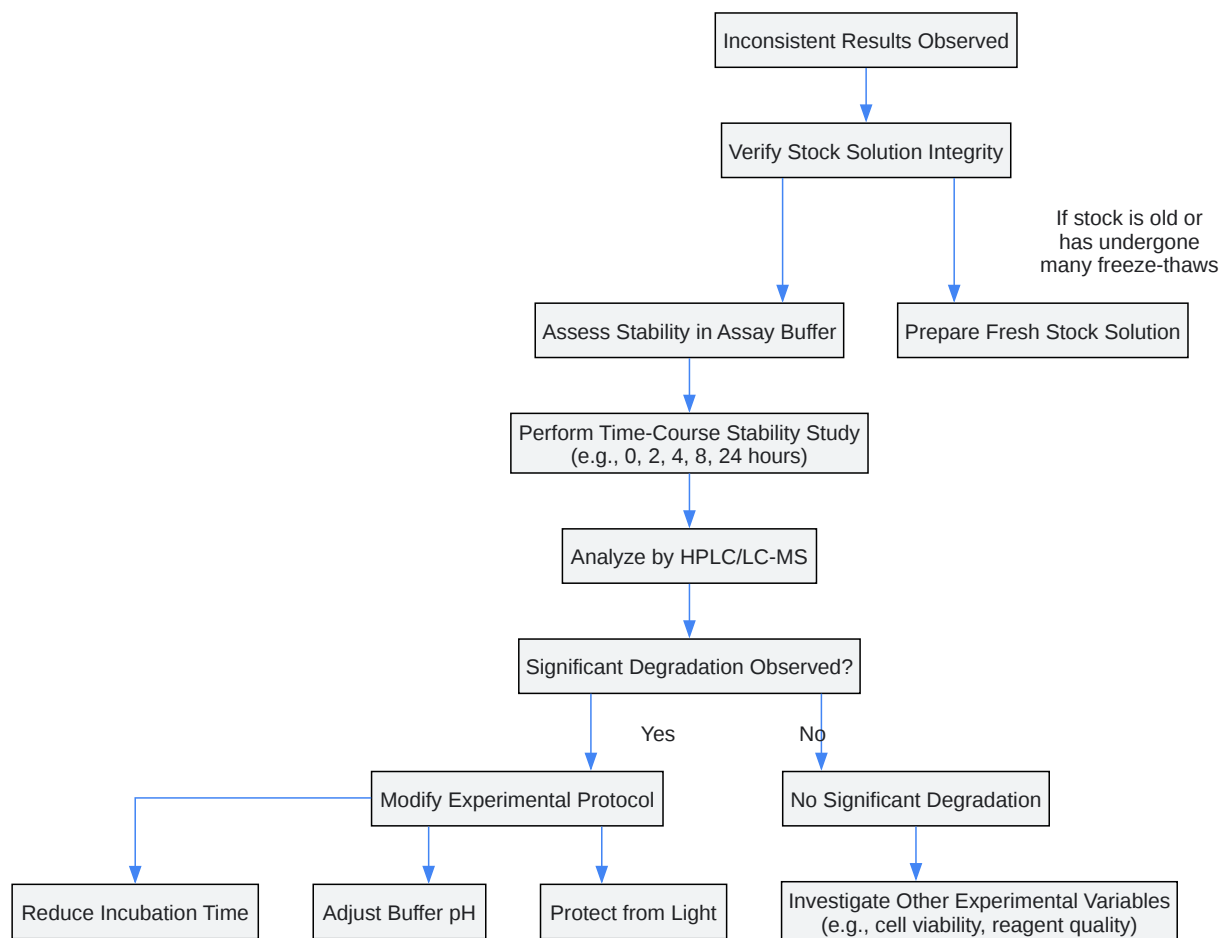 Inconsistent Results Observed
Verify Stock Solution Integrity
If stock is old or
has undergone
many freeze-thaws
Assess Stability in Assay Buffer
Prepare Fresh Stock Solution
Perform Time-Course Stability Study
(e.g., 0, 2, 4, 8, 24 hours)
Analyze by HPLC/LC-MS
Significant Degradation Observed?
Yes
No
Modify Experimental Protocol
No Significant Degradation
Reduce Incubation Time
Adjust Buffer pH
Protect from Light
Investigate Other Experimental Variables
(e.g., cell viability, reagent quality)